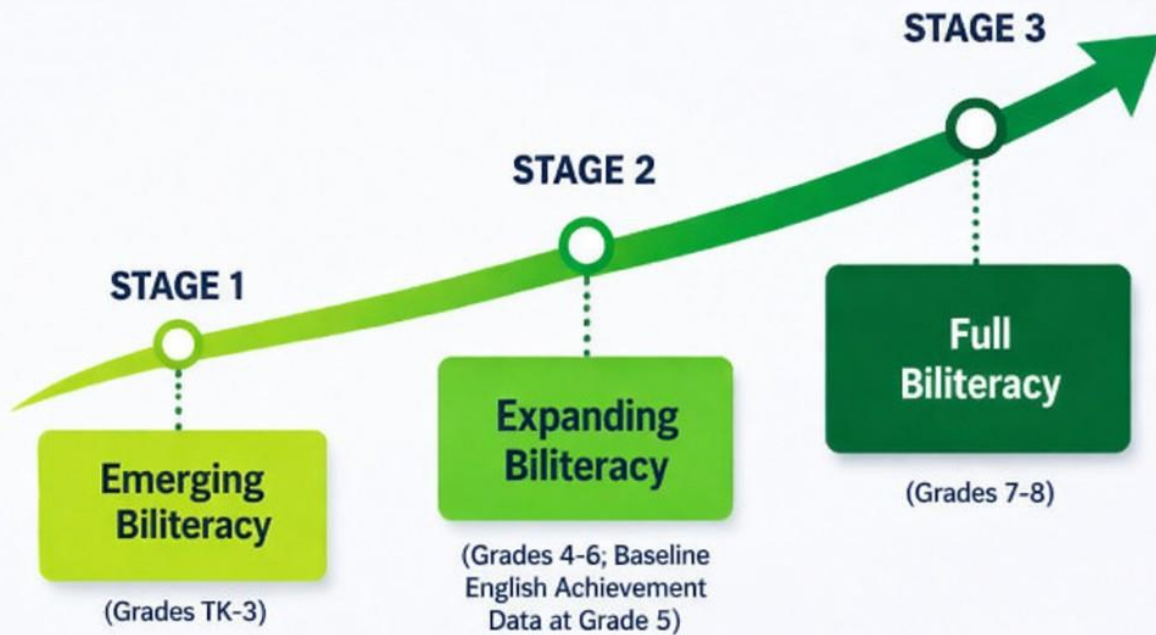 STAGE 1
Emerging
Biliteracy
(Grades TK-3)
STAGE 2
Expanding
Biliteracy
(Grades 4-6; Baseline
English Achievement
Data at Grade 5)
STAGE 3
Full
Biliteracy
(Grades 7-8)